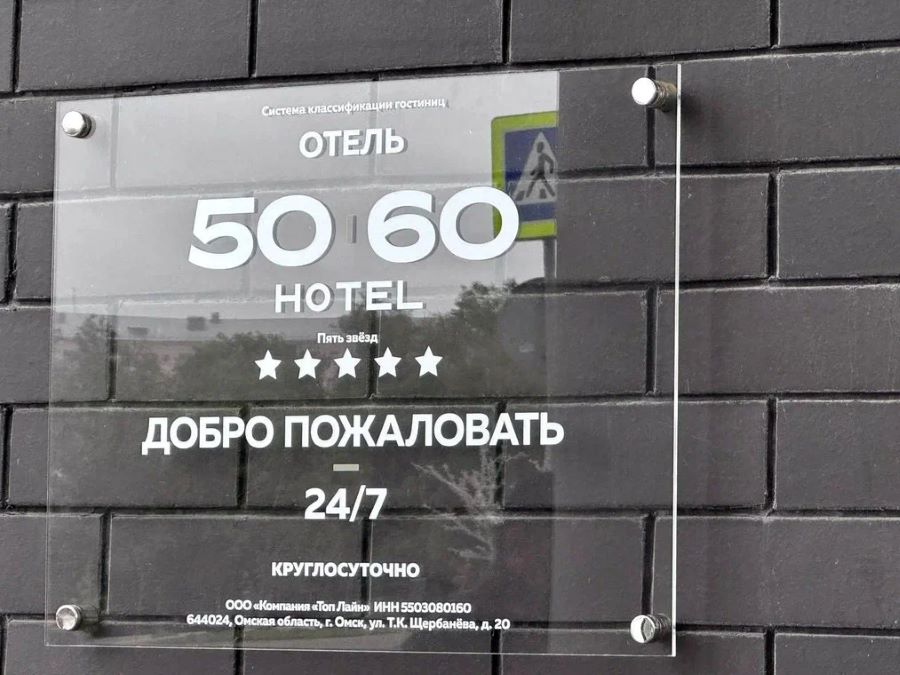 Система классификации гостиниц
ОТЕЛЬ
50 60
HOTEL
Пять звёзд
ДОБРО ПОЖАЛОВАТЬ
24/7
КРУГЛОСУТОЧНО
ООО «Компания «Топ Лайн» ИНН 5503080160
644024, Омская область, г. Омск, ул. Т.К. Щербанёва, д. 20